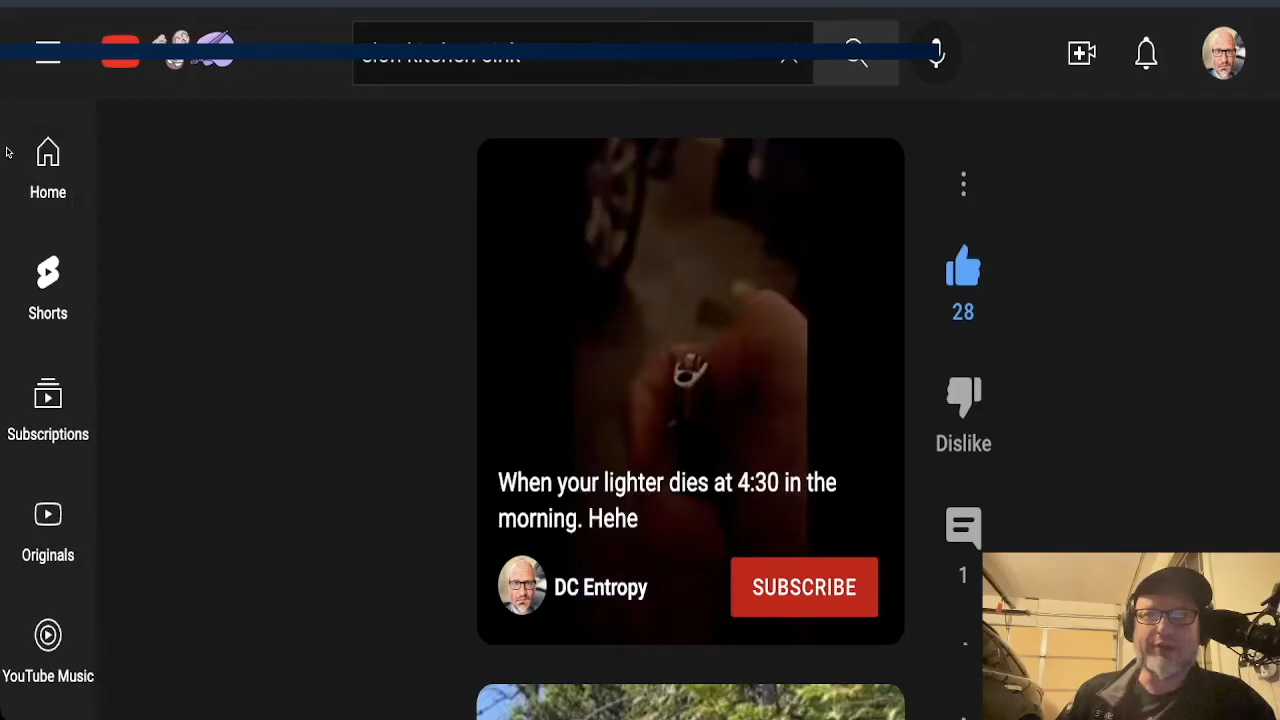 Home
Shorts
Subscriptions
Originals
YouTube Music
When your lighter dies at 4:30 in the
morning. Hehe
DC Entropy
SUBSCRIBE
28
Dislike
1